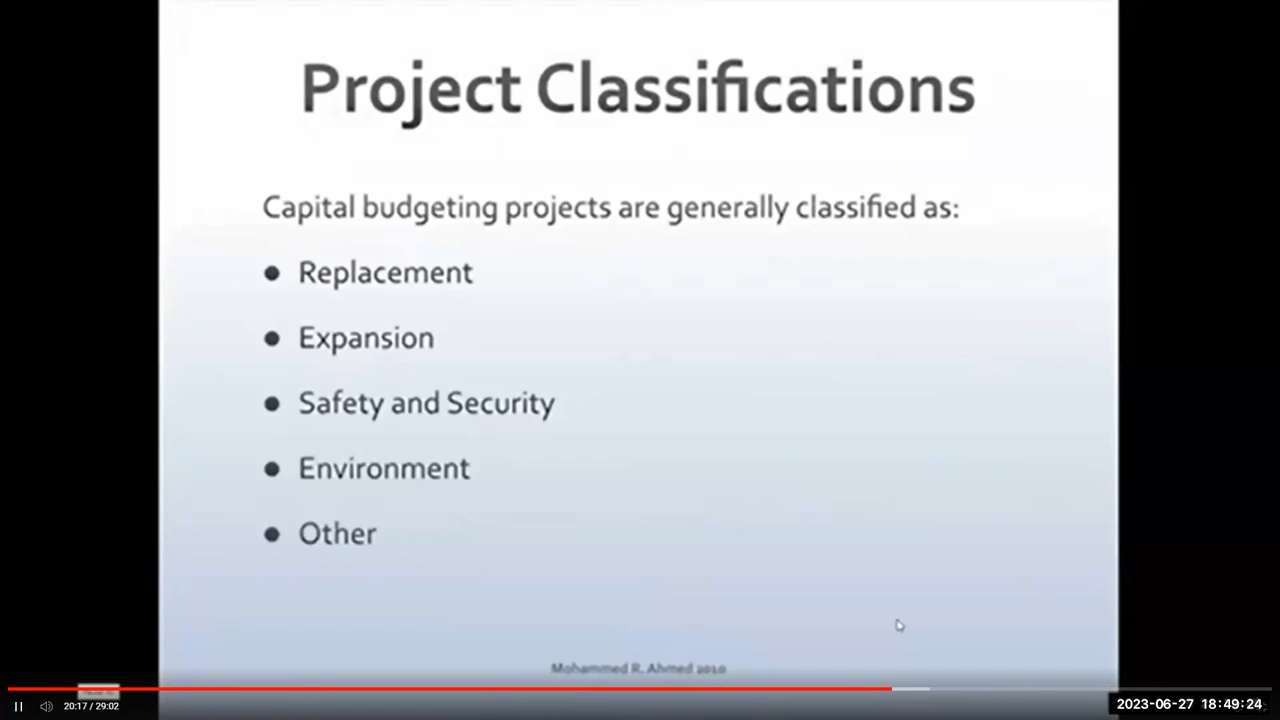 Project Classifications
Capital budgeting projects are generally classified as:
● Replacement
● Expansion
● Safety and Security
● Environment
● Other
Mohammed R. Ahmed 2010
20:17 / 29:02
2023-06-27 18:49:24